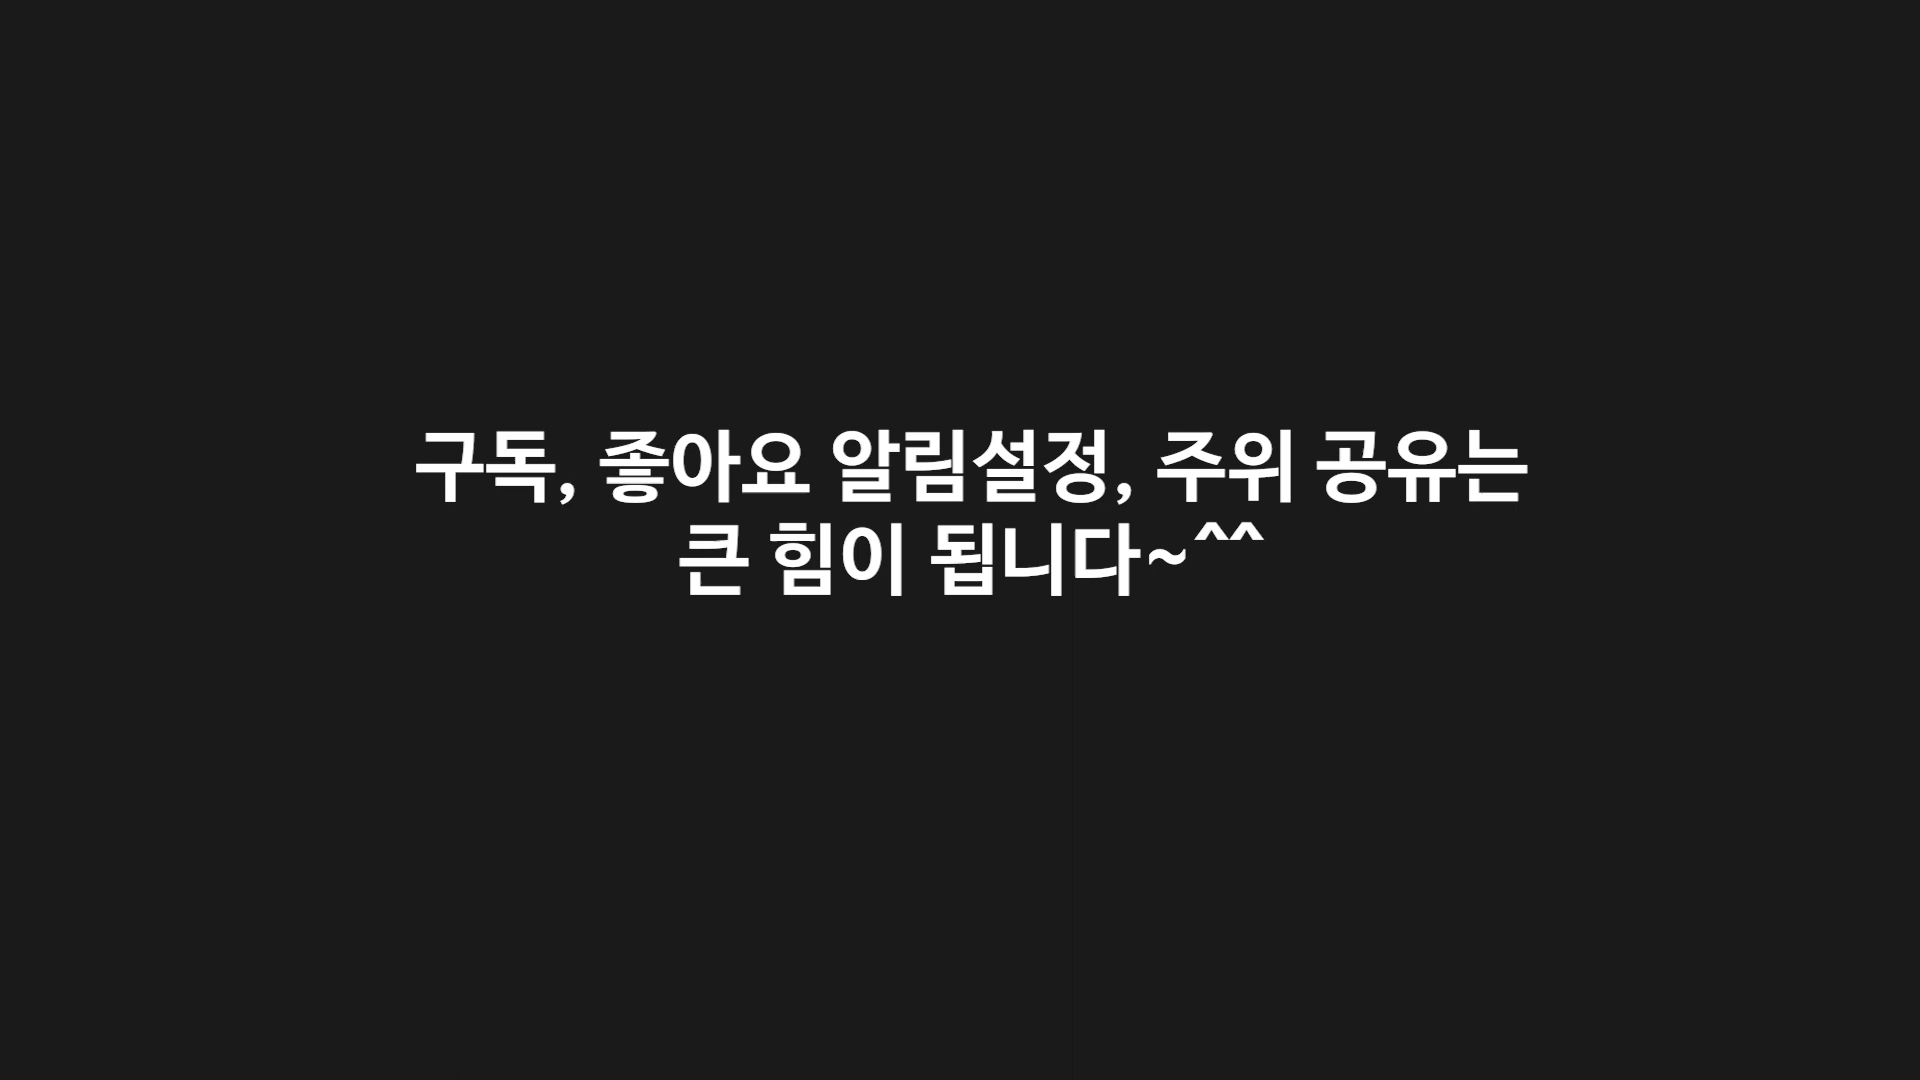 구독, 좋아요 알림설정, 주위 공유는
큰 힘이 됩니다~^^